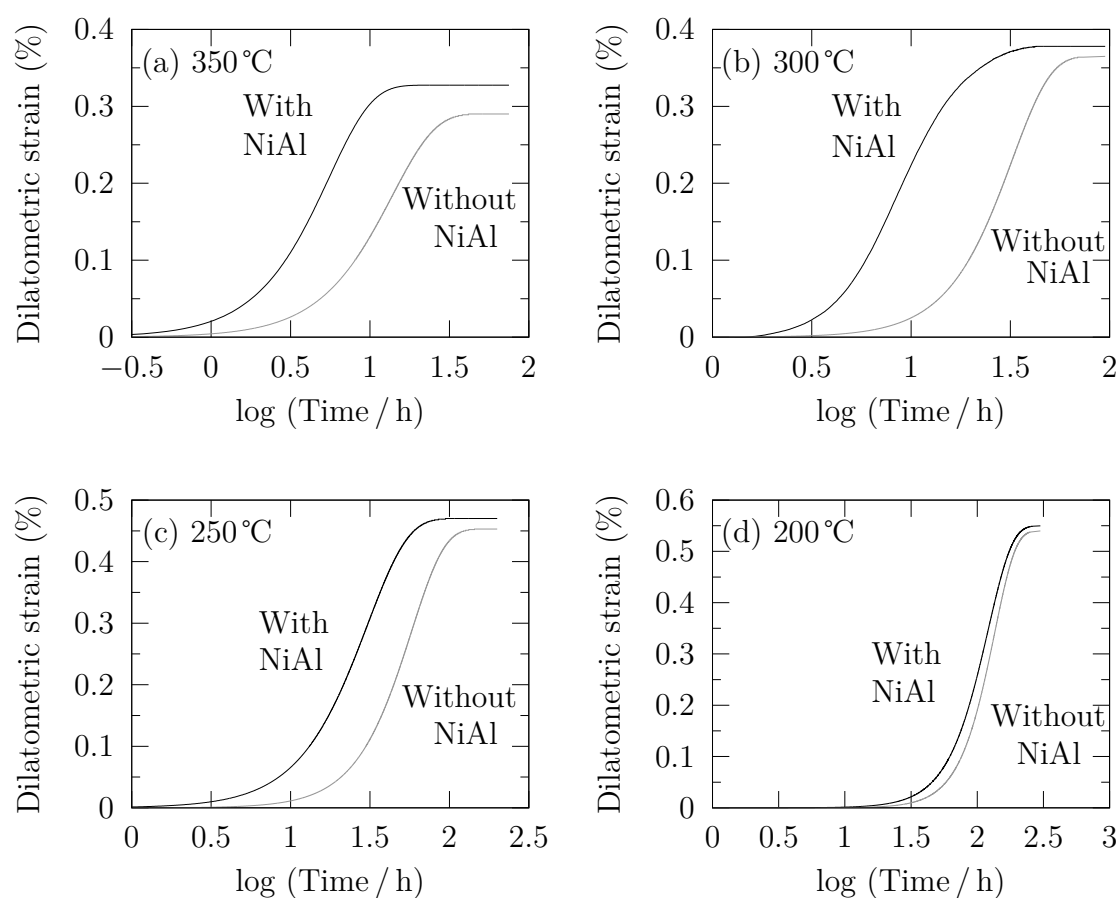 0.4
0.3
0.2
0.1
0
Dilatometric strain (%)
(a) 350 °C
With
NiAl
Without
NiAl
−0.5 0 0.5 1 1.5 2
log (Time / h)
0.4
0.3
0.2
0.1
0
Dilatometric strain (%)
(b) 300 °C
With
NiAl
Without
NiAl
0 0.5 1 1.5 2
log (Time / h)
0.5
0.4
0.3
0.2
0.1
0
Dilatometric strain (%)
(c) 250 °C
With
NiAl
Without
NiAl
0 0.5 1 1.5 2 2.5
log (Time / h)
0.6
0.5
0.4
0.3
0.2
0.1
0
Dilatometric strain (%)
(d) 200 °C
With
NiAl
Without
NiAl
0 0.5 1 1.5 2 2.5 3
log (Time / h)